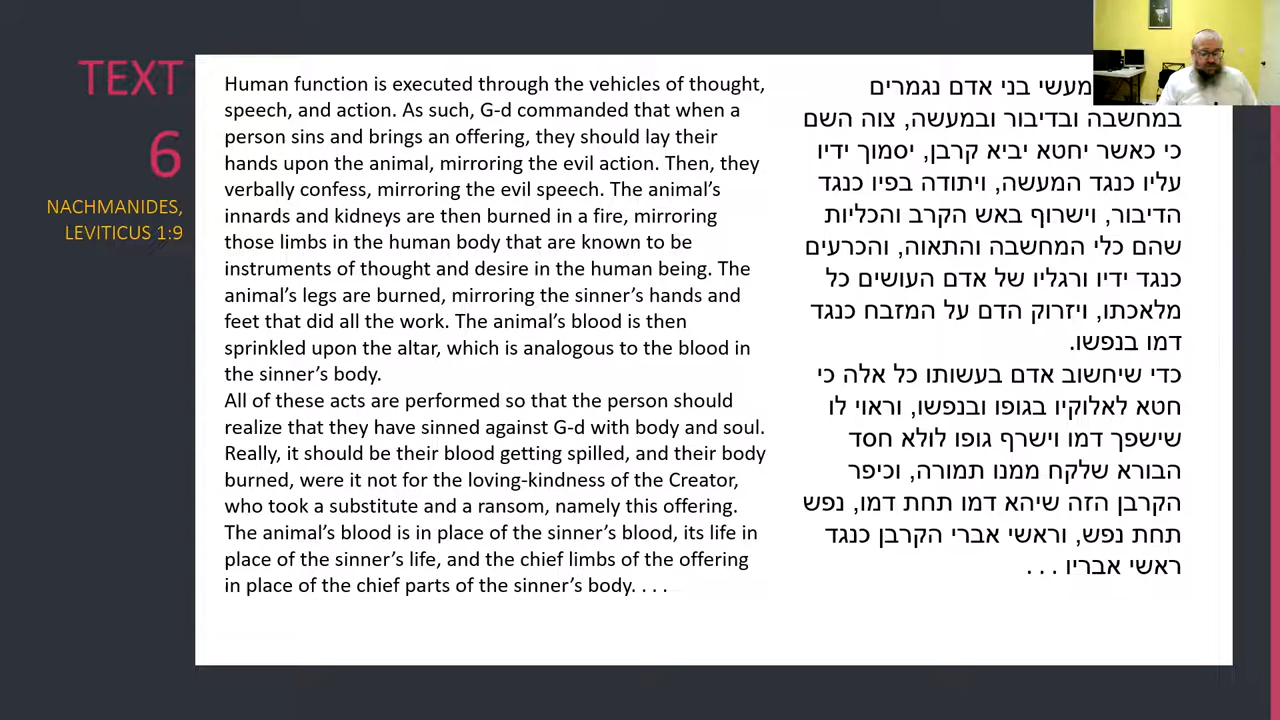 TEXT
6
NACHMANIDES,
LEVITICUS 1:9
Human function is executed through the vehicles of thought,
speech, and action. As such, G-d commanded that when a
person sins and brings an offering, they should lay their
hands upon the animal, mirroring the evil action. Then, they
verbally confess, mirroring the evil speech. The animal’s
innards and kidneys are then burned in a fire, mirroring
those limbs in the human body that are known to be
instruments of thought and desire in the human being. The
animal’s legs are burned, mirroring the sinner’s hands and
feet that did all the work. The animal’s blood is then
sprinkled upon the altar, which is analogous to the blood in
the sinner’s body.
All of these acts are performed so that the person should
realize that they have sinned against G-d with body and soul.
Really, it should be their blood getting spilled, and their body
burned, were it not for the loving-kindness of the Creator,
who took a substitute and a ransom, namely this offering.
The animal’s blood is in place of the sinner’s blood, its life in
place of the sinner’s life, and the chief limbs of the offering
in place of the chief parts of the sinner’s body. . . .
מעשי בני אדם נגמרים
במחשבה ובדיבור ובמעשה, צוה השם
כי כאשר יחטא יביא קרבן, יסמוך ידיו
עליו כנגד המעשה, ויתודה בפיו כנגד
הדיבור, וישרוף באש הקרב והכליות
שהם כלי המחשבה והתאוה, והכרעים
כנגד ידיו ורגליו של אדם העושים כל
מלאכתו, ויזרוק הדם על המזבח כנגד
דמו בנפשו.
כדי שיחשוב אדם בעשותו כל אלה כי
חטא לאלוקיו בגופו ובנפשו, וראוי לו
שישפך דמו וישרף גופו לולא חסד
הבורא שלקח ממנו תמורה, וכיפר
הקרבן הזה שיהא דמו תחת דמו, נפש
תחת נפש, וראשי אברי הקרבן כנגד
ראשי אבריו . . .